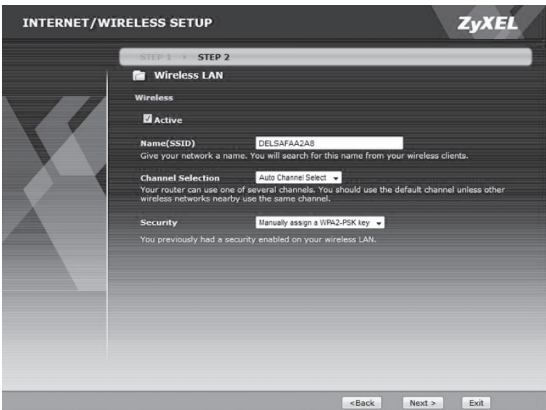 INTERNET/WIRELESS SETUP
ZyXEL
STEP 1 › STEP 2
Wireless LAN
Wireless
Active
Name(SSID) DELSAFAA2A8
Give your network a name. You will search for this name from your wireless clients.
Channel Selection Auto Channel Select
Your router can use one of several channels. You should use the default channel unless other
wireless networks nearby use the same channel.
Security Manually assign a WPA2-PSK key
You previously had a security enabled on your wireless LAN.
<Back Next > Exit